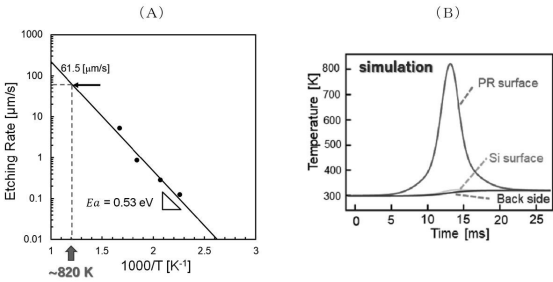 (A)
1000
100
10
1
0.1
0.01
Etching Rate [μm/s]
61.5 [μm/s]
Ea = 0.53 eV
1
1.5
2
2.5
3
1000/T [K⁻¹]
~820 K
(B)
simulation
800
700
600
500
400
300
Temperature [K]
PR surface
Si surface
Back side
0
5
10
15
20
25
Time [ms]